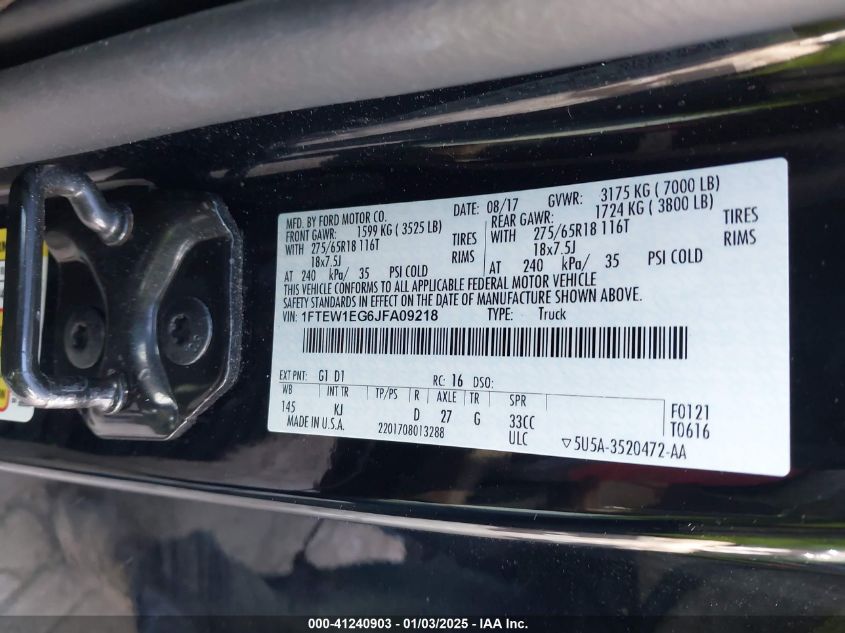 MFD. BY FORD MOTOR CO. DATE: 08/17 GVWR: 3175 KG ( 7000 LB)
FRONT GAWR: 1599 KG ( 3525 LB) REAR GAWR: 1724 KG ( 3800 LB)
WITH 275/65R18 116T TIRES WITH 275/65R18 116T TIRES
18x7.5J RIMS 18x7.5J RIMS
AT 240 kPa/ 35 PSI COLD AT 240 kPa/ 35 PSI COLD
THIS VEHICLE CONFORMS TO ALL APPLICABLE FEDERAL MOTOR VEHICLE
SAFETY STANDARDS IN EFFECT ON THE DATE OF MANUFACTURE SHOWN ABOVE.
VIN: 1FTEW1EG6JFA09218 TYPE: Truck
EXT PNT: G1 D1 RC: 16 DSO:
WB INT TR TP/PS R AXLE TR SPR
145 KJ D 27 G 33CC F0121
MADE IN U.S.A. 2201708013288 ULC T0616
▽5U5A-3520472-AA
000-41240903 - 01/03/2025 - IAA Inc.